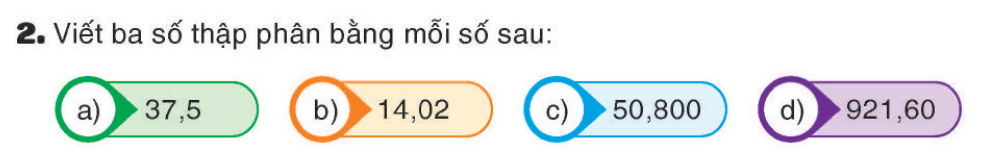 2. Viết ba số thập phân bằng mỗi số sau:
a) 37,5 b) 14,02 c) 50,800 d) 921,60